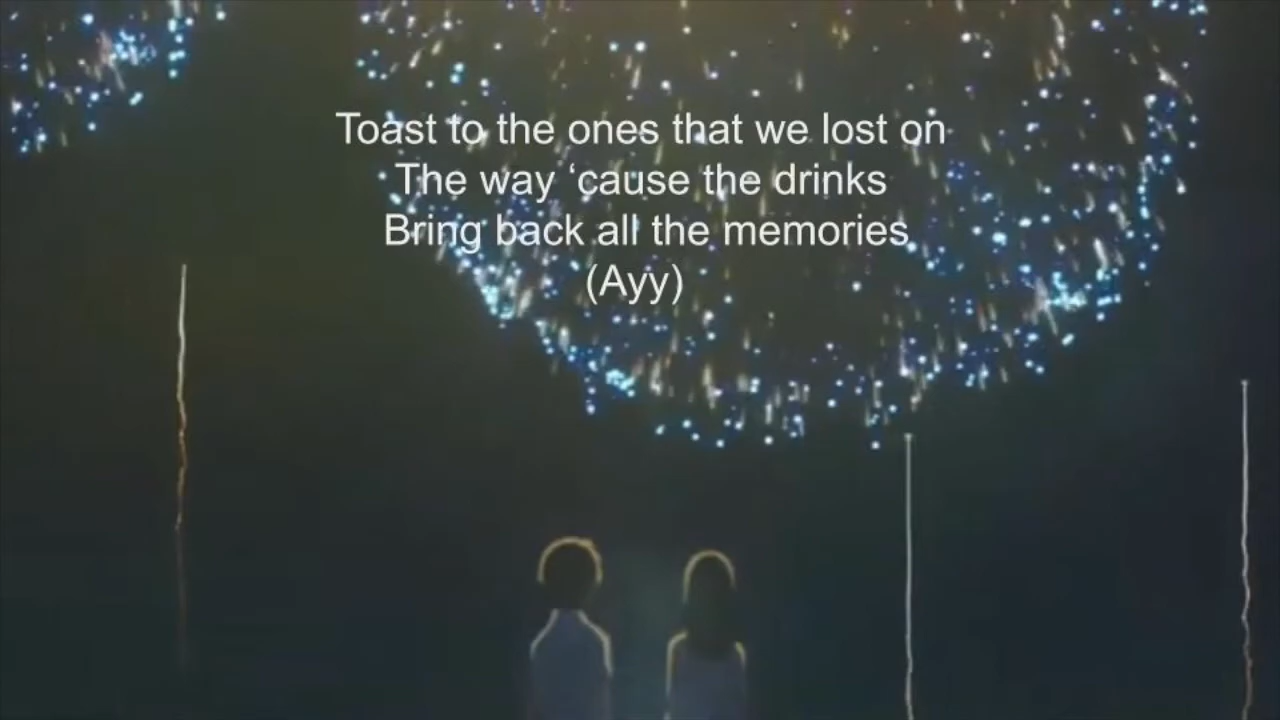 Toast to the ones that we lost on
The way ‘cause the drinks
Bring back all the memories
(Ayy)